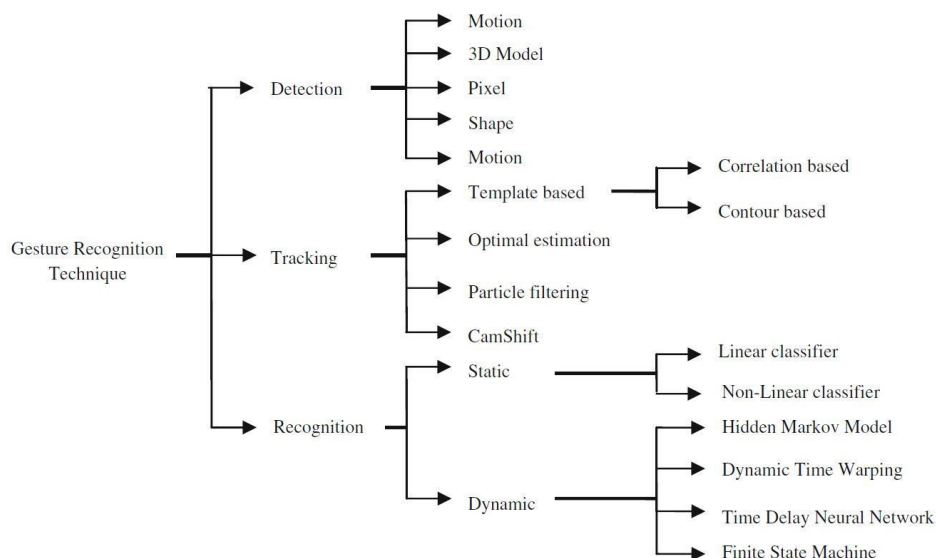 Motion
3D Model
Detection
Pixel
Shape
Motion
Correlation based
Template based
Contour based
Gesture Recognition
Technique
Tracking
Optimal estimation
Particle filtering
CamShift
Linear classifier
Static
Non-Linear classifier
Recognition
Hidden Markov Model
Dynamic Time Warping
Dynamic
Time Delay Neural Network
Finite State Machine